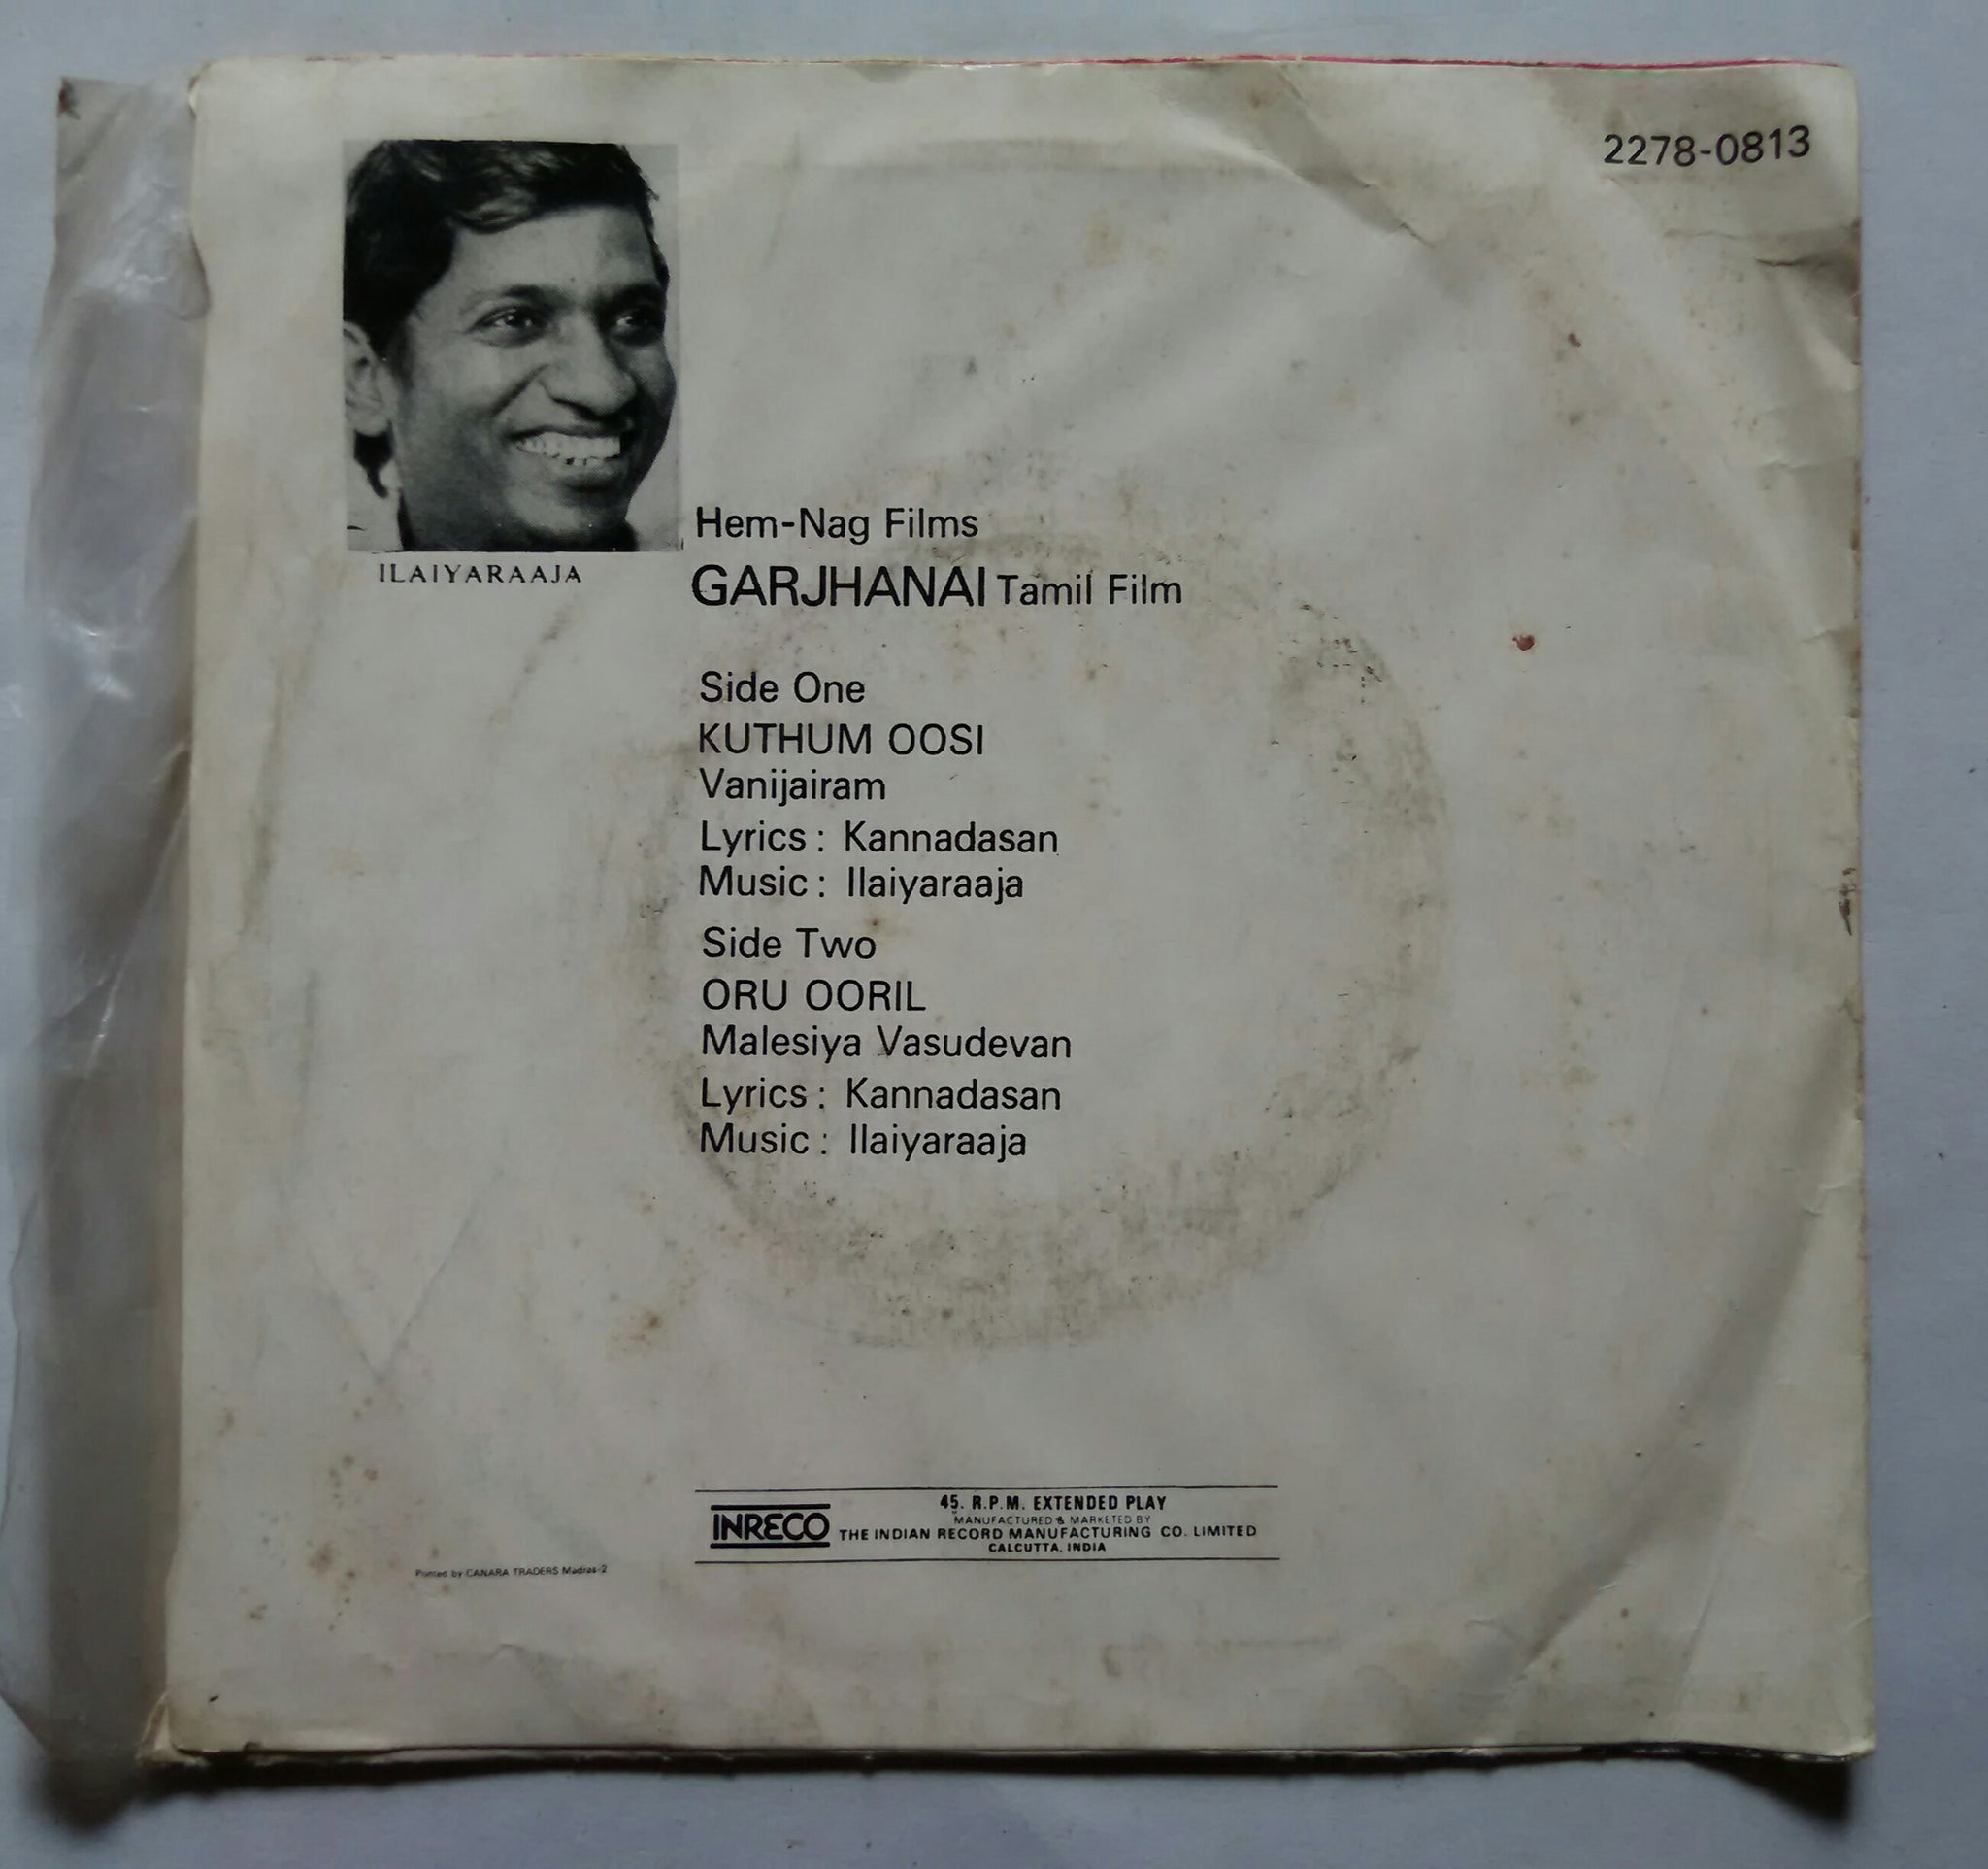 2278-0813
ILAIYARAAJA
Hem-Nag Films
GARJHANAI Tamil Film
Side One
KUTHUM OOSI
Vanijairam
Lyrics : Kannadasan
Music : Ilaiyaraaja
Side Two
ORU OORIL
Malesiya Vasudevan
Lyrics : Kannadasan
Music : Ilaiyaraaja
INRECO
45. R.P.M. EXTENDED PLAY
MANUFACTURED & MARKETED BY
THE INDIAN RECORD MANUFACTURING CO. LIMITED
CALCUTTA, INDIA
Printed by CANARA TRADERS Madras-2